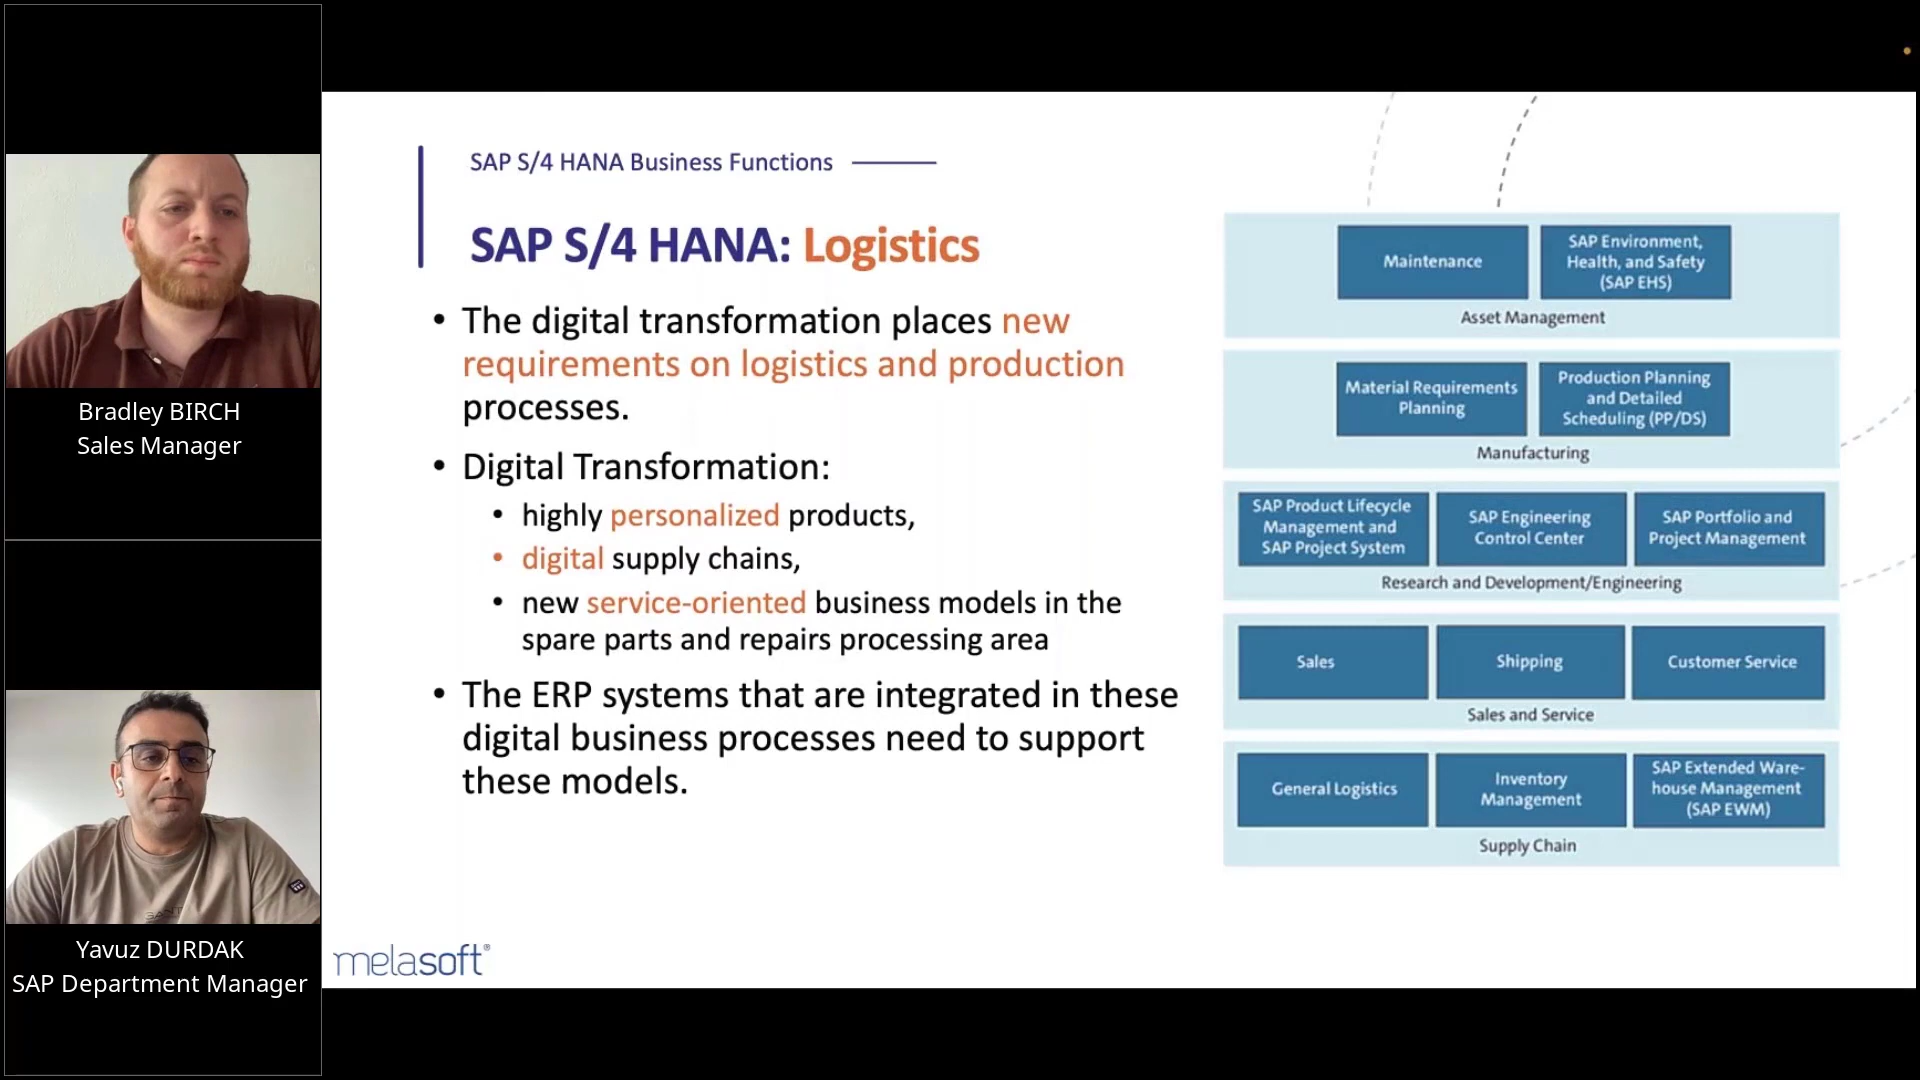 Bradley BIRCH
Sales Manager
Yavuz DURDAK
SAP Department Manager
SAP S/4 HANA Business Functions
SAP S/4 HANA: Logistics
• The digital transformation places new
requirements on logistics and production
processes.
• Digital Transformation:
• highly personalized products,
• digital supply chains,
• new service-oriented business models in the
spare parts and repairs processing area
• The ERP systems that are integrated in these
digital business processes need to support
these models.
Maintenance
SAP Environment,
Health, and Safety
(SAP EHS)
Asset Management
Material Requirements
Planning
Production Planning
and Detailed
Scheduling (PP/DS)
Manufacturing
SAP Product Lifecycle
Management and
SAP Project System
SAP Engineering
Control Center
SAP Portfolio and
Project Management
Research and Development/Engineering
Sales
Shipping
Customer Service
Sales and Service
General Logistics
Inventory
Management
SAP Extended Ware-
house Management
(SAP EWM)
Supply Chain
melasoft®
GANT